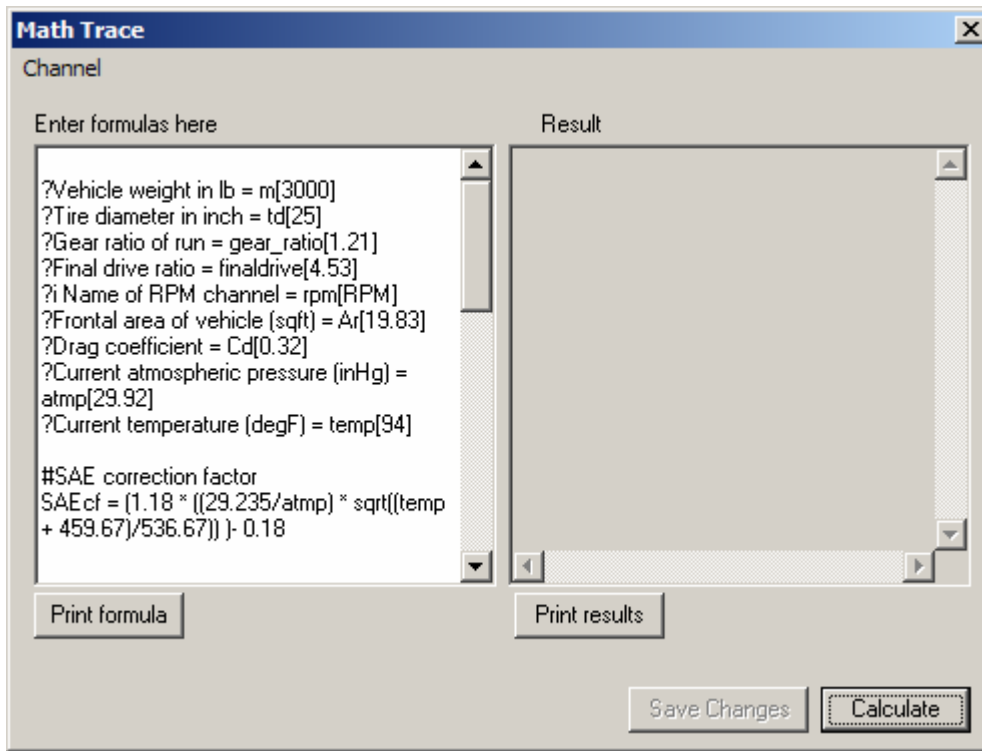 Math Trace
Channel
Enter formulas here
Result
?Vehicle weight in lb = m[3000]
?Tire diameter in inch = td[25]
?Gear ratio of run = gear_ratio[1.21]
?Final drive ratio = finaldrive[4.53]
?i Name of RPM channel = rpm[RPM]
?Frontal area of vehicle (sqft) = Ar[19.83]
?Drag coefficient = Cd[0.32]
?Current atmospheric pressure (inHg) =
atmp[29.92]
?Current temperature (degF) = temp[94]
#SAE correction factor
SAEcf = (1.18 * ((29.235/atmp) * sqrt((temp
+ 459.67)/536.67)) )- 0.18
Print formula
Print results
Save Changes
Calculate